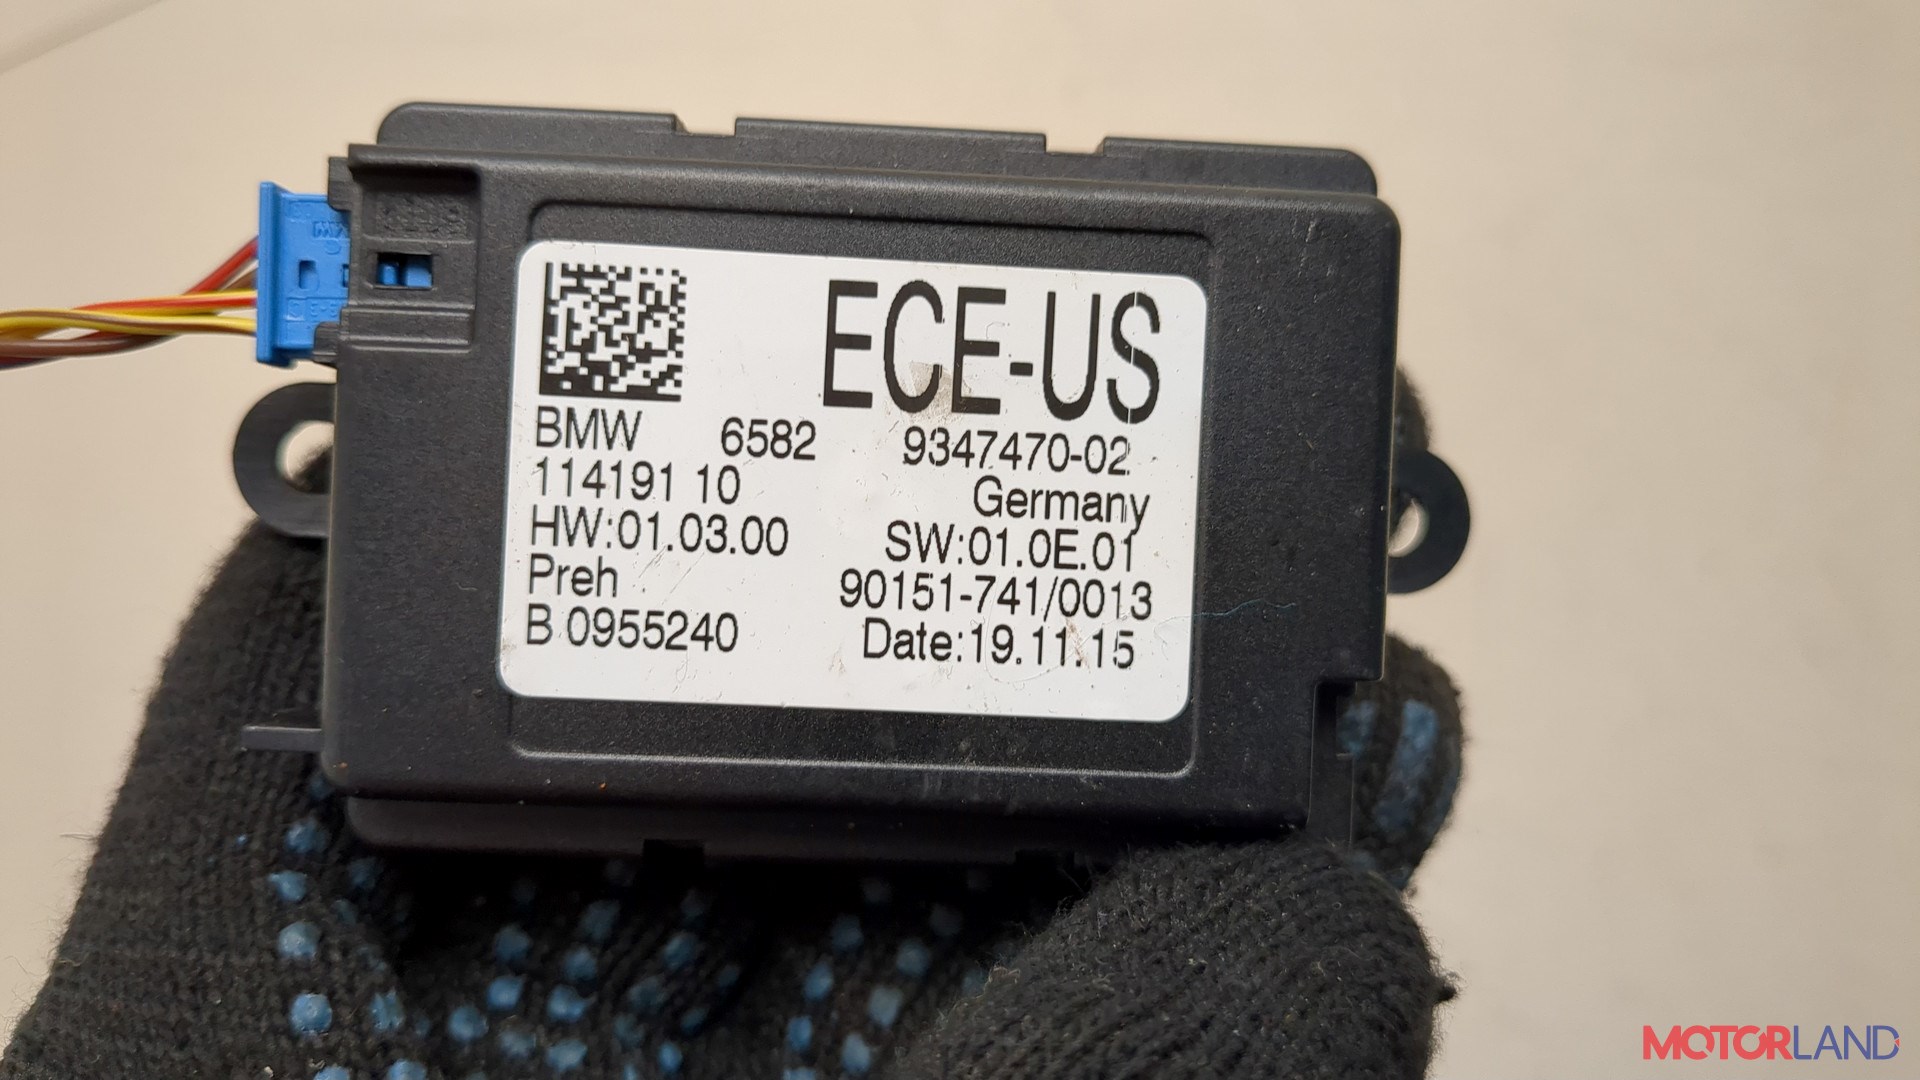 ECE-US
BMW 6582 9347470-02
114191 10 Germany
HW:01.03.00 SW:01.0E.01
Preh 90151-741/0013
B 0955240 Date:19.11.15
MOTORLAND